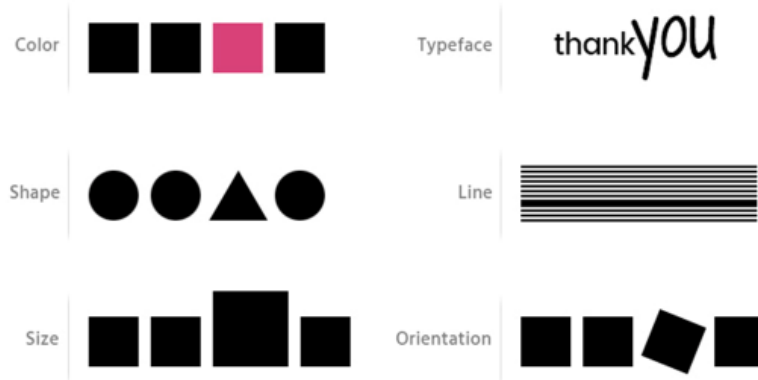 Color
Typeface
thankyou
Shape
Line
Size
Orientation